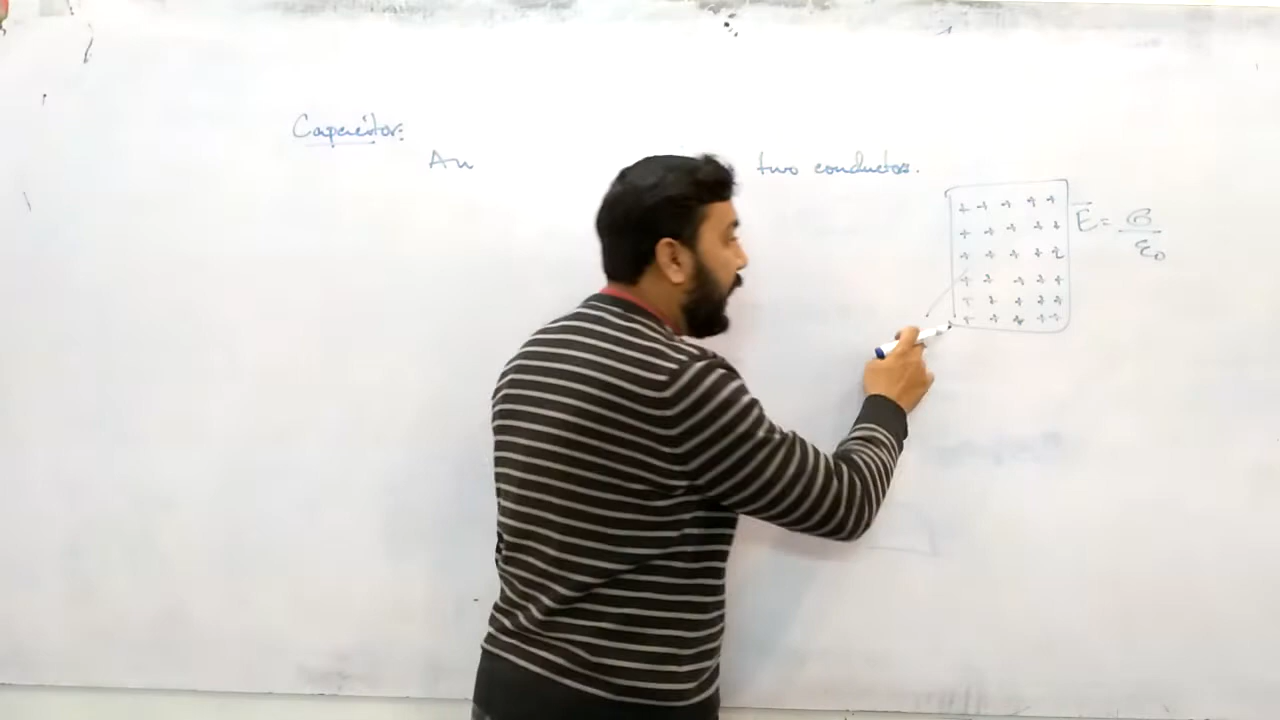 Capacitor:
An two conductors.
+ + + + +
+ + + + +
+ + + + +
+ + + + +
+ + + + +
+ + + + +
E = σ / ε₀